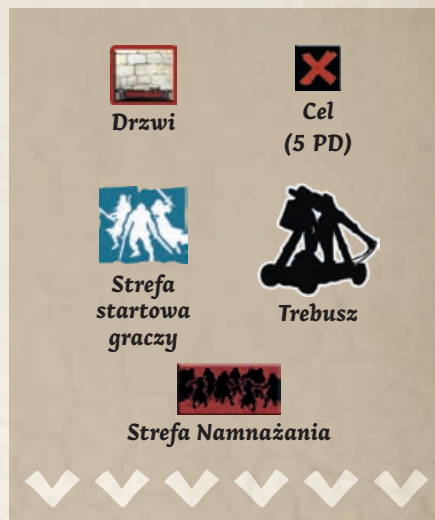 Drzwi
Cel
(5 PD)
Strefa
startowa
graczy
Trebusz
Strefa Namnażania